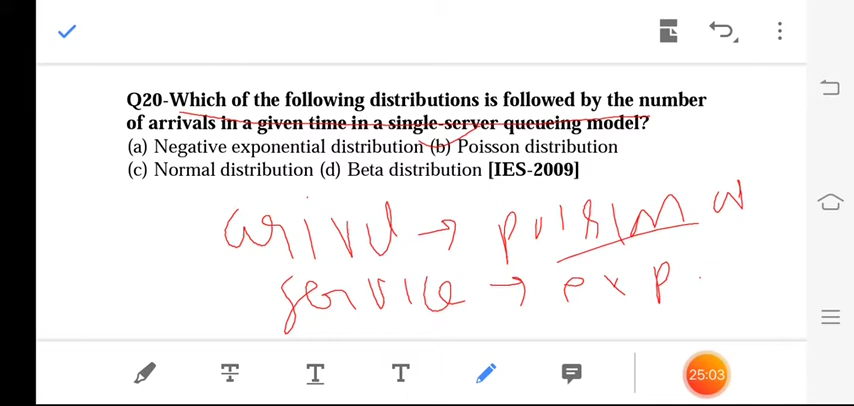 Q20-Which of the following distributions is followed by the number
of arrivals in a given time in a single-server queueing model?
(a) Negative exponential distribution (b) Poisson distribution
(c) Normal distribution (d) Beta distribution [IES-2009]
arrival →
service → exp.
T T T
25:03